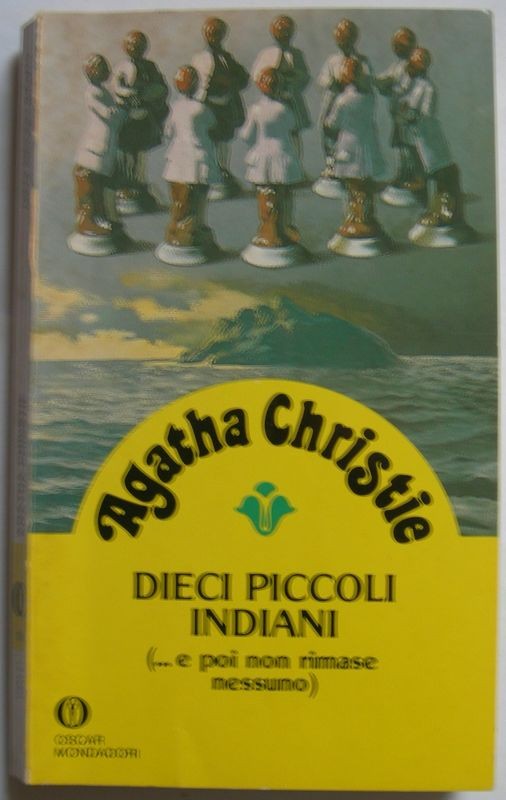 Agatha Christie
DIECI PICCOLI
INDIANI
(... e poi non rimase
nessuno)
OSCAR
MONDADORI